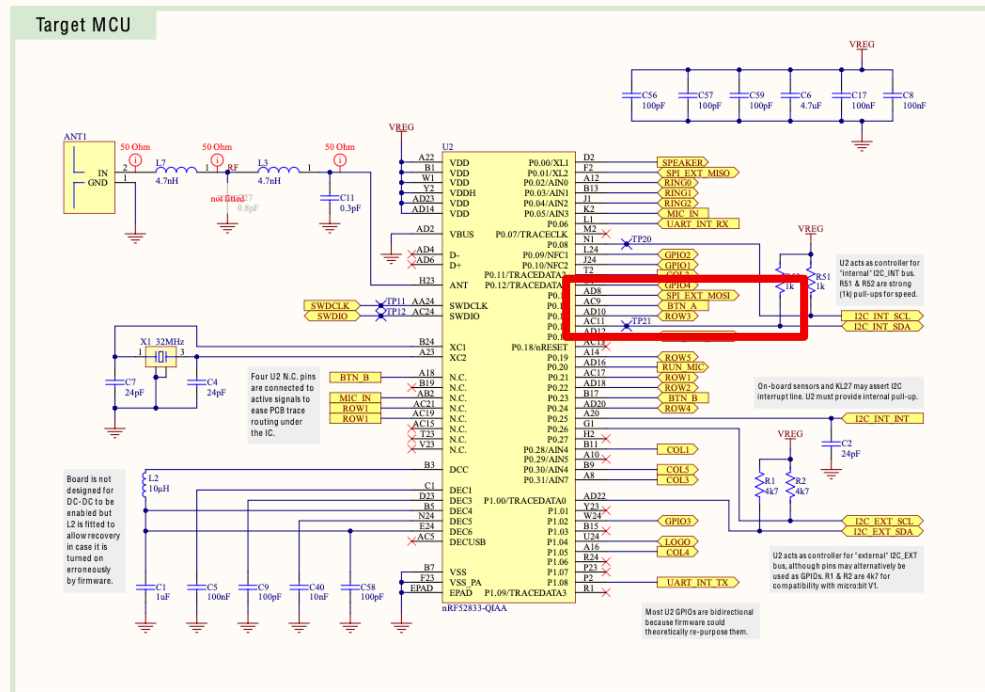 Target MCU
VREG
C56 100pF
C57 100pF
C59 100pF
C6 4.7uF
C17 100nF
C8 100nF
ANT1
IN 2
GND 1
50 Ohm
L7 4.7nH
50 Ohm
1 RF
not fitted
0.8pF
L3 4.7nH
1
50 Ohm
C11 0.3pF
VREG
U2
A22 VDD
B1 VDD
W1 VDD
Y2 VDDH
AD23 VDD
AD14 VDD
AD2 VBUS
AD4 D-
AD6 D+
H23 ANT
SWDCLK TP11 AA24 SWDCLK
SWDIO TP12 AC24 SWDIO
B24 XC1
A23 XC2
X1 32MHz
1 3
C7 24pF
C4 24pF
Four U2 N.C. pins
are connected to
active signals to
ease PCB trace
routing under
the IC.
BTN_B A18 N.C.
B19 N.C.
MIC_IN AB2 N.C.
ROW1 AC21 N.C.
ROW1 AC19 N.C.
AC15 N.C.
T23 N.C.
V23 N.C.
B3 DCC
C1 DEC1
D23 DEC3
B5 DEC4
N24 DEC5
E24 DEC6
AC5 DECUSB
B7 VSS
F23 VSS_PA
EPAD EPAD
nRF52833-QIAA
Board is not
designed for
DC-DC to be
enabled but
L2 is fitted to
allow recovery
in case it is
turned on
erroneously
by firmware.
L2 10µH
C1 1uF
C5 100nF
C9 100pF
C40 10nF
C58 100pF
P0.00/XL1 D2 SPEAKER
P0.01/XL2 F2 SPI_EXT_MISO
P0.02/AIN0 A12 RING0
P0.03/AIN1 B13 RING1
P0.04/AIN2 J1 RING2
P0.05/AIN3 K2 MIC_IN
P0.06 L1 UART_INT_RX
P0.07/TRACECLK M2
P0.08 N1 TP20
P0.09/NFC1 L24 GPIO2
P0.10/NFC2 J24 GPIO1
P0.11/TRACEDATA2 T2
P0.12/TRACEDATA GPIO4
AD8 SPI_EXT_MOSI
AC9 BTN_A
AD10 ROW3
AC11 TP21
AD12
P0.18/nRESET AC13
P0.19 A14 ROW5
P0.20 AD16 RUN_MIC
P0.21 AC17 ROW1
P0.22 AD18 ROW2
P0.23 B17 BTN_B
P0.24 AD20 ROW4
P0.25 A20 I2C_INT_INT
P0.26 G1
P0.27 H2
P0.28/AIN4 B11 COL1
P0.29/AIN5 A10
P0.30/AIN4 B9 COL5
P0.31/AIN7 A8 COL3
P1.00/TRACEDATA0 AD22
P1.01 Y23
P1.02 W24 GPIO3
P1.03 B15
P1.04 U24 LOGO
P1.05 A16 COL4
P1.06 R24
P1.07 P23
P1.08 P2 UART_INT_TX
P1.09/TRACEDATA3 R1
VREG
1k
R51 1k
U2 acts as controller for
"internal" I2C_INT bus.
R51 & R52 are strong
(1k) pull-ups for speed.
I2C_INT_SCL
I2C_INT_SDA
On-board sensors and KL27 may assert I2C
interrupt line. U2 must provide internal pull-up.
C2 24pF
VREG
R1 4k7
R2 4k7
I2C_EXT_SCL
I2C_EXT_SDA
U2 acts as controller for "external" I2C_EXT
bus, although pins may alternatively be
used as GPIOs. R1 & R2 are 4k7 for
compatibility with micro:bit V1.
Most U2 GPIOs are bidirectional
because firmware could
theoretically re-purpose them.